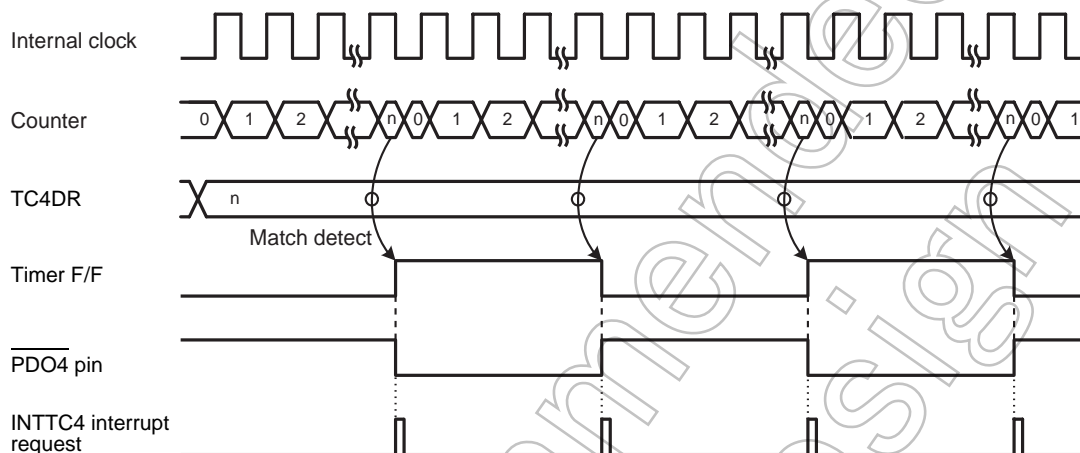 Internal clock
Counter 0 1 2 n 0 1 2 n 0 1 2 n 0 1 2 n 0 1
TC4DR n
Match detect
Timer F/F
PDO4 pin
INTTC4 interrupt
request